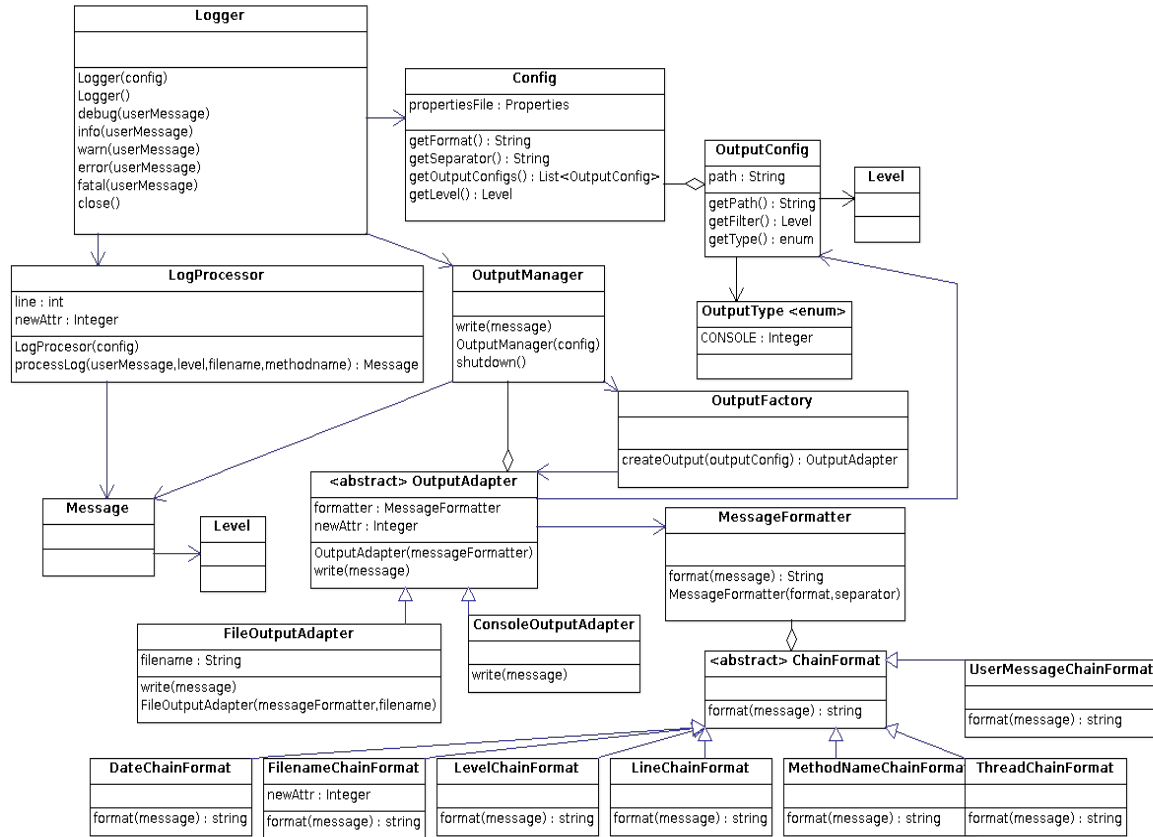 Logger
Logger(config)
Logger()
debug(userMessage)
info(userMessage)
warn(userMessage)
error(userMessage)
fatal(userMessage)
close()
Config
propertiesFile : Properties
getFormat() : String
getSeparator() : String
getOutputConfigs() : List<OutputConfig>
getLevel() : Level
OutputConfig
path : String
getPath() : String
getFilter() : Level
getType() : enum
Level
LogProcessor
line : int
newAttr : Integer
LogProcesor(config)
processLog(userMessage,level,filename,methodname) : Message
OutputManager
write(message)
OutputManager(config)
shutdown()
OutputType <enum>
CONSOLE : Integer
OutputFactory
createOutput(outputConfig) : OutputAdapter
<abstract> OutputAdapter
formatter : MessageFormatter
newAttr : Integer
OutputAdapter(messageFormatter)
write(message)
Message
Level
MessageFormatter
format(message) : String
MessageFormatter(format,separator)
FileOutputAdapter
filename : String
write(message)
FileOutputAdapter(messageFormatter,filename)
ConsoleOutputAdapter
write(message)
<abstract> ChainFormat
format(message) : string
UserMessageChainFormat
format(message) : string
DateChainFormat
format(message) : string
FilenameChainFormat
newAttr : Integer
format(message) : string
LevelChainFormat
format(message) : string
LineChainFormat
format(message) : string
MethodNameChainFormat
format(message) : string
ThreadChainFormat
format(message) : string